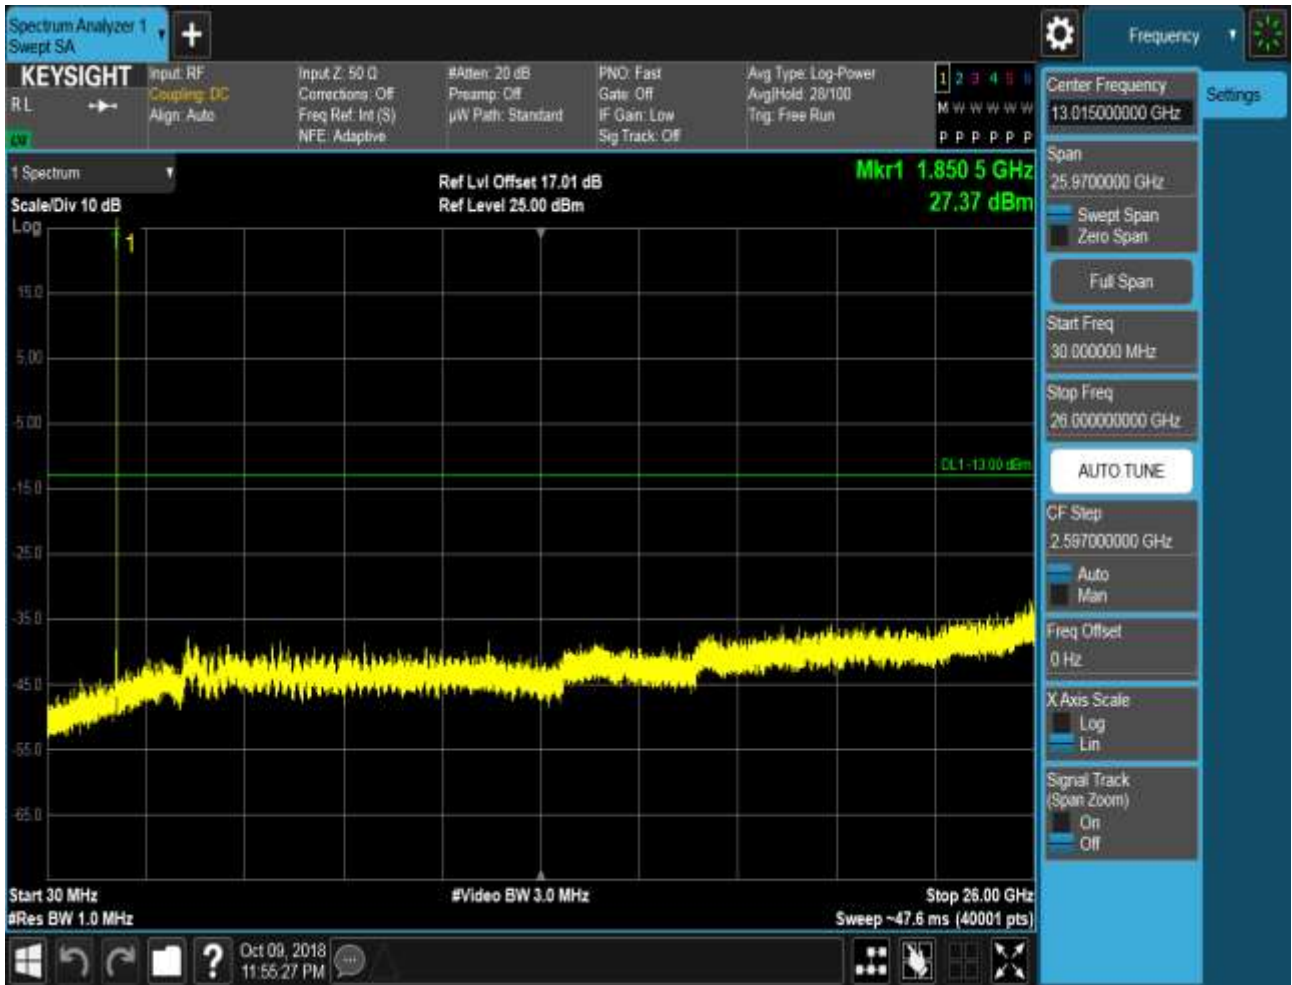 Spectrum Analyzer 1
Swept SA
Frequency
KEYSIGHT
R L
Input: RF
Coupling: DC
Align: Auto
Input Z: 50 Ω
Corrections: Off
Freq Ref: Int (S)
NFE: Adaptive
#Atten: 20 dB
Preamp: Off
µW Path: Standard
PNO: Fast
Gate: Off
IF Gain: Low
Sig Track: Off
Avg Type: Log-Power
Avg|Hold: 28/100
Trig: Free Run
1 2 3 4 5 6
M W W W W W
P P P P P P
1 Spectrum
Scale/Div 10 dB
Log
Ref Lvl Offset 17.01 dB
Ref Level 25.00 dBm
Mkr1 1.850 5 GHz
27.37 dBm
1
15.0
5.00
-5.00
-15.0
-25.0
-35.0
-45.0
-55.0
-65.0
DL1 -13.00 dBm
Start 30 MHz
#Res BW 1.0 MHz
#Video BW 3.0 MHz
Stop 26.00 GHz
Sweep ~47.6 ms (40001 pts)
Center Frequency
13.015000000 GHz
Settings
Span
25.9700000 GHz
Swept Span
Zero Span
Full Span
Start Freq
30.000000 MHz
Stop Freq
26.000000000 GHz
AUTO TUNE
CF Step
2.597000000 GHz
Auto
Man
Freq Offset
0 Hz
X Axis Scale
Log
Lin
Signal Track
(Span Zoom)
On
Off
?
Oct 09, 2018
11:55:27 PM